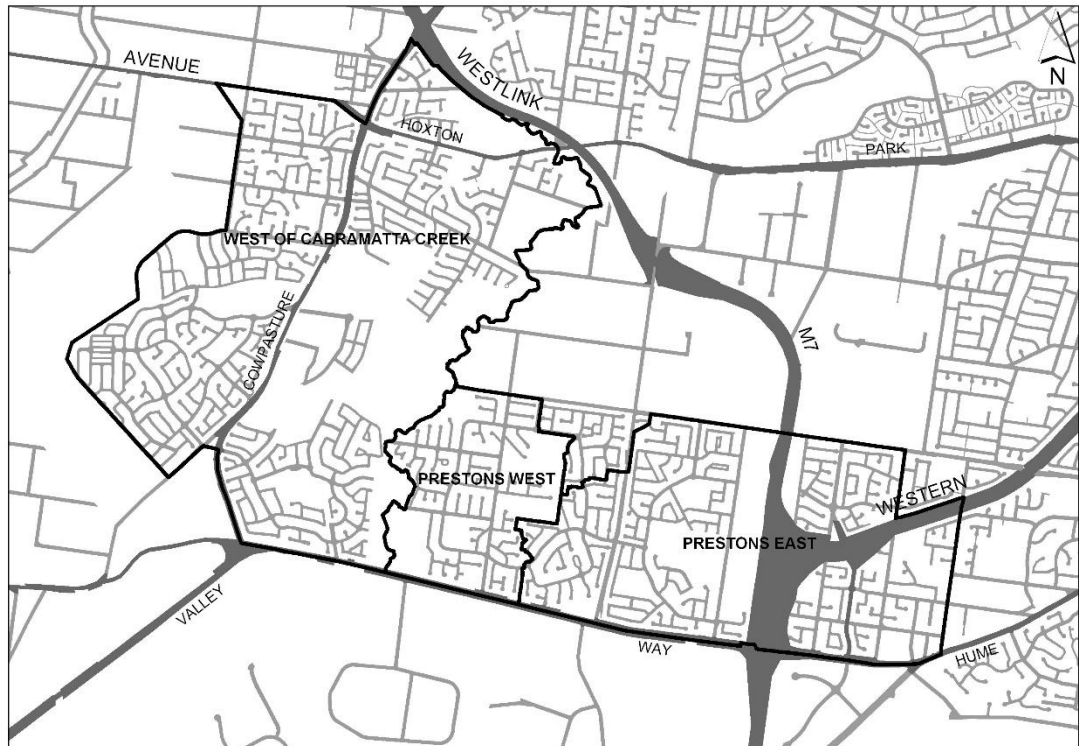 AVENUE
WESTLINK
N
HOXTON
PARK
WEST OF CABRAMATTA CREEK
COWPASTURE
M7
PRESTONS WEST
WESTERN
PRESTONS EAST
VALLEY
WAY
HUME